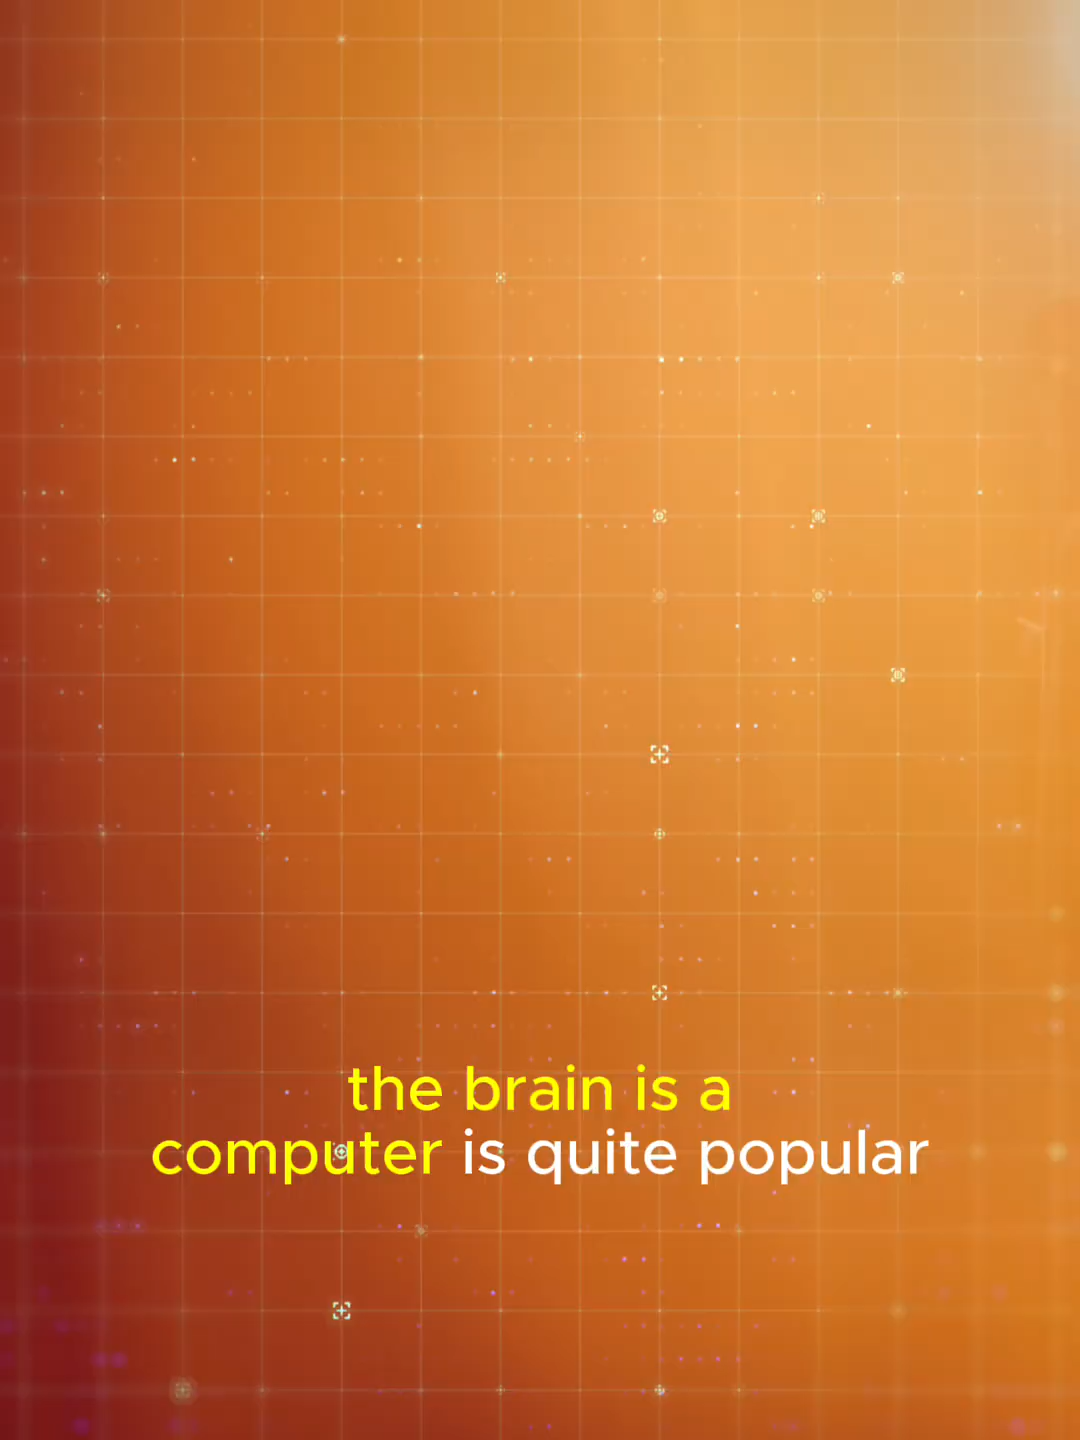 the brain is a
computer is quite popular